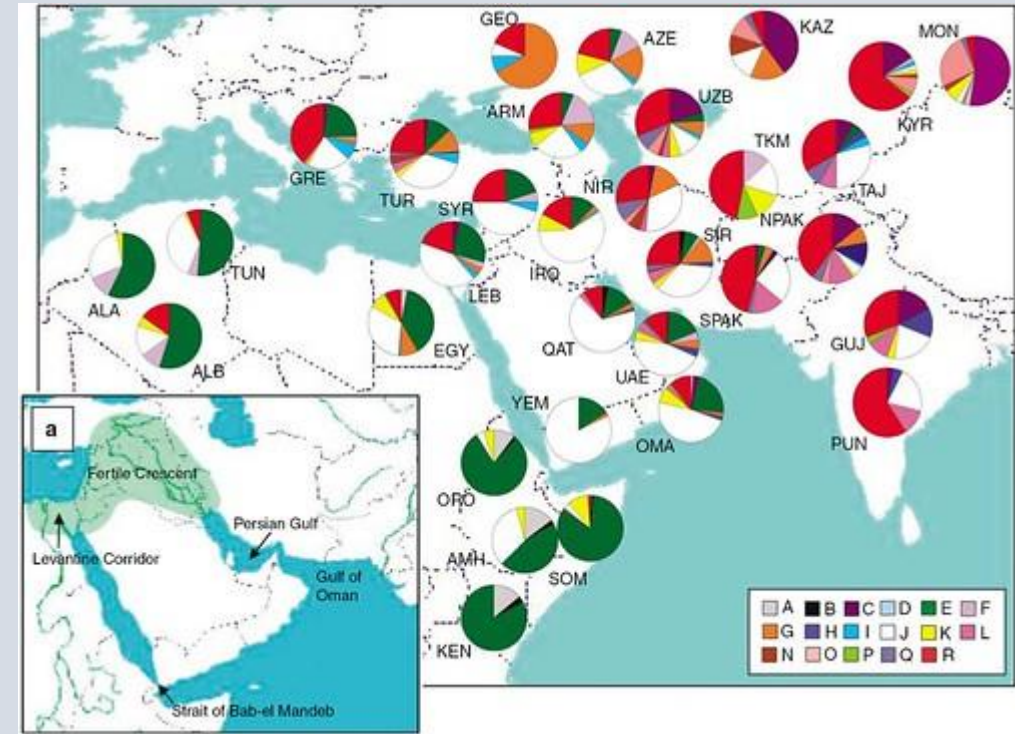 GEO
AZE
KAZ
MON
ARM
UZB
KYR
GRE
TUR
TKM
TAJ
SYR
NIR
NPAK
TUN
LEB
IRQ
SIR
ALA
EGY
QAT
SPAK
GUJ
ALB
UAE
YEM
OMA
PUN
ORO
AMH
SOM
KEN
a
Fertile Crescent
Persian Gulf
Levantine Corridor
Gulf of
Oman
Strait of Bab-el Mandeb
A B C D E F
G H I J K L
N O P Q R